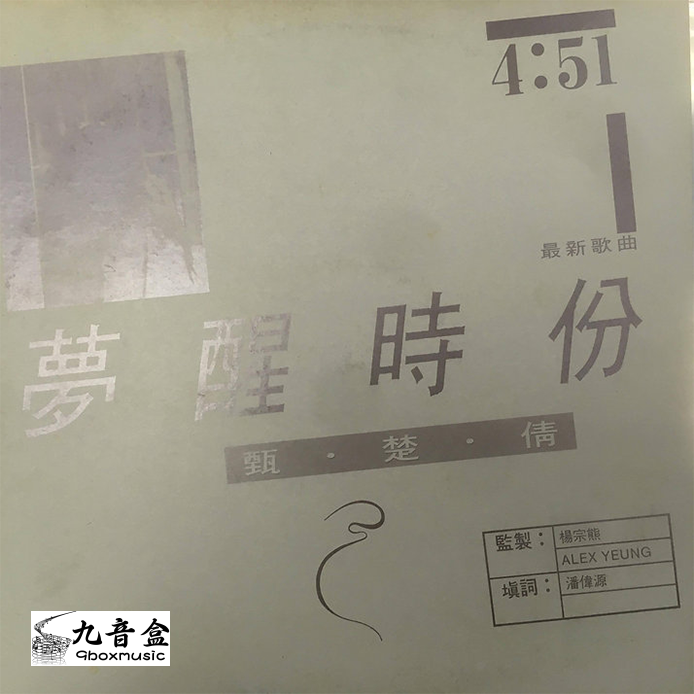 4:51
最新歌曲
夢醒時份
甄·楚·倩
監製：楊宗熊
ALEX YEUNG
填詞：潘偉源
九音盒
9boxmusic